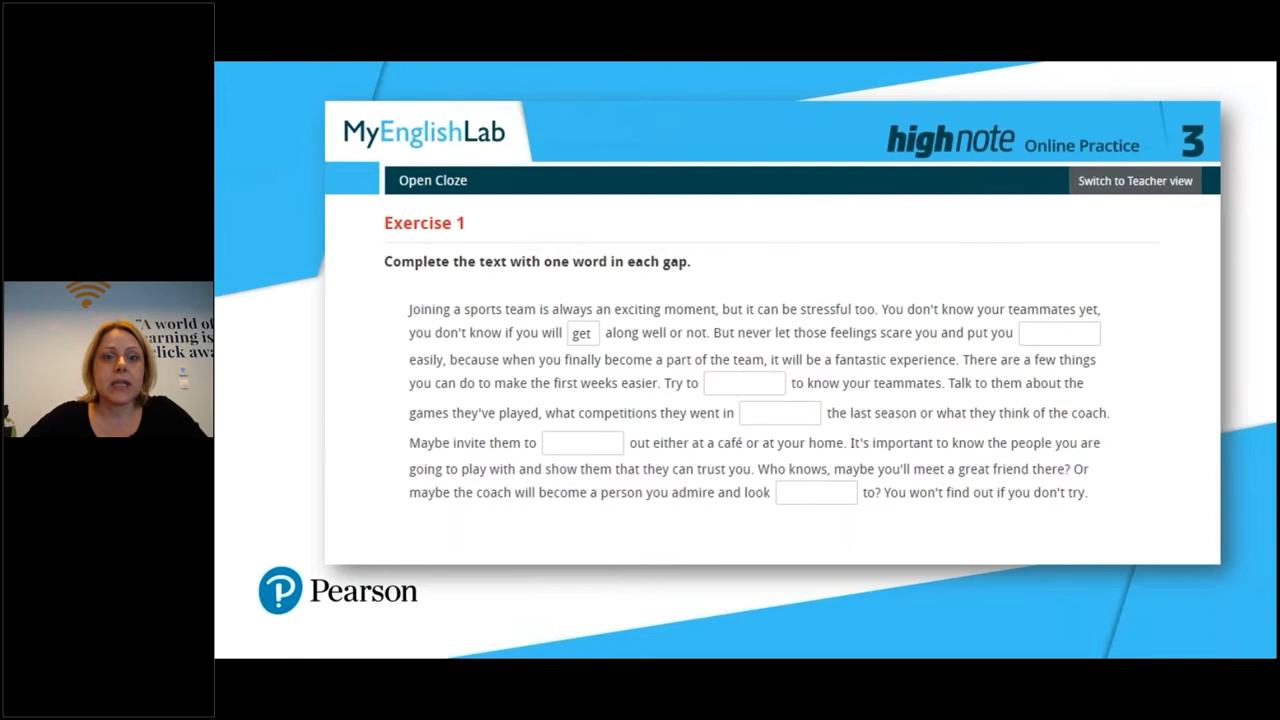 MyEnglishLab
highnote Online Practice 3
Open Cloze
Switch to Teacher view
Exercise 1
Complete the text with one word in each gap.
Joining a sports team is always an exciting moment, but it can be stressful too. You don't know your teammates yet,
you don't know if you will get along well or not. But never let those feelings scare you and put you
easily, because when you finally become a part of the team, it will be a fantastic experience. There are a few things
you can do to make the first weeks easier. Try to to know your teammates. Talk to them about the
games they've played, what competitions they went in the last season or what they think of the coach.
Maybe invite them to out either at a café or at your home. It's important to know the people you are
going to play with and show them that they can trust you. Who knows, maybe you'll meet a great friend there? Or
maybe the coach will become a person you admire and look to? You won't find out if you don't try.
"A world of
earning is
click awa
Pearson